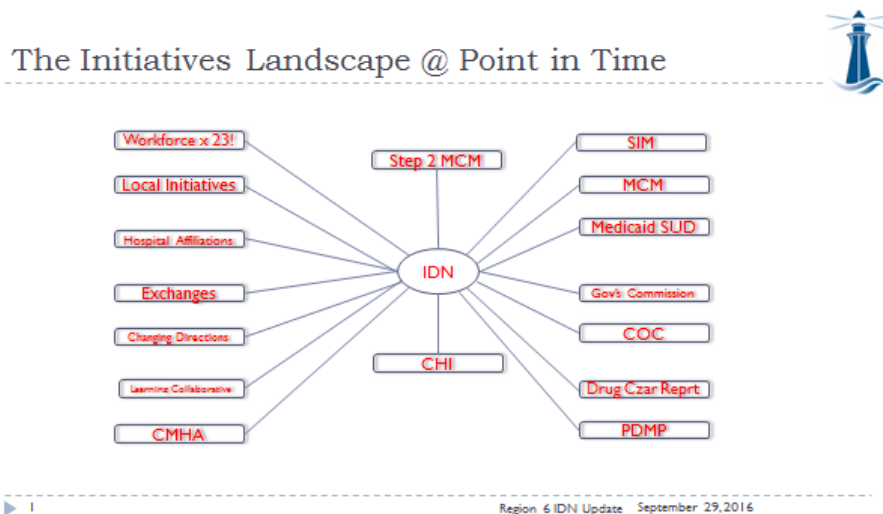 The Initiatives Landscape @ Point in Time
Workforce x 23!
Local Initiatives
Hospital Affiliations
Exchanges
Changing Directions
Learning Collaborative
CMHA
Step 2 MCM
IDN
CHI
SIM
MCM
Medicaid SUD
Gov's Commission
COC
Drug Czar Reprt
PDMP
1
Region 6 IDN Update September 29, 2016